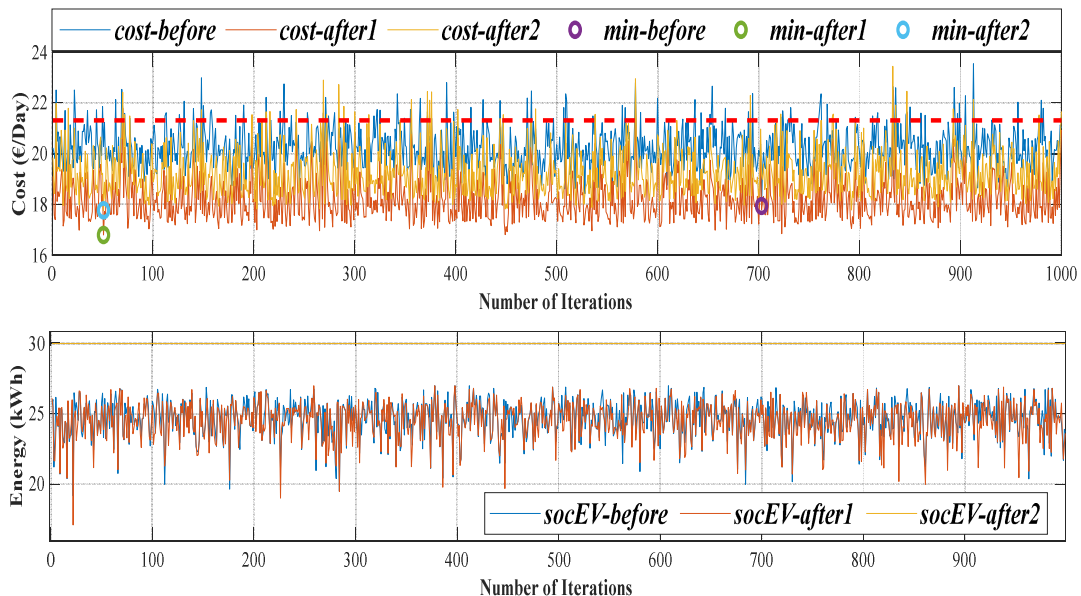 cost-before cost-after1 cost-after2 min-before min-after1 min-after2
24
22
20
18
16
Cost (€/Day)
0 100 200 300 400 500 600 700 800 900 1000
Number of Iterations
30
25
20
Energy (kWh)
socEV-before socEV-after1 socEV-after2
0 100 200 300 400 500 600 700 800 900
Number of Iterations